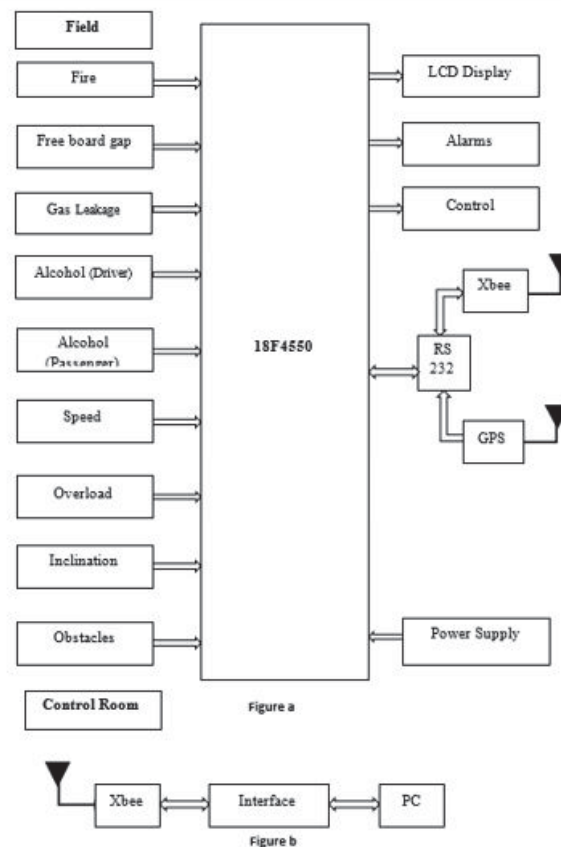 Field
Fire
Free board gap
Gas Leakage
Alcohol (Driver)
Alcohol
(Passenger)
Speed
Overload
Inclination
Obstacles
18F4550
LCD Display
Alarms
Control
Xbee
RS
232
GPS
Power Supply
Control Room
Figure a
Xbee
Interface
PC
Figure b